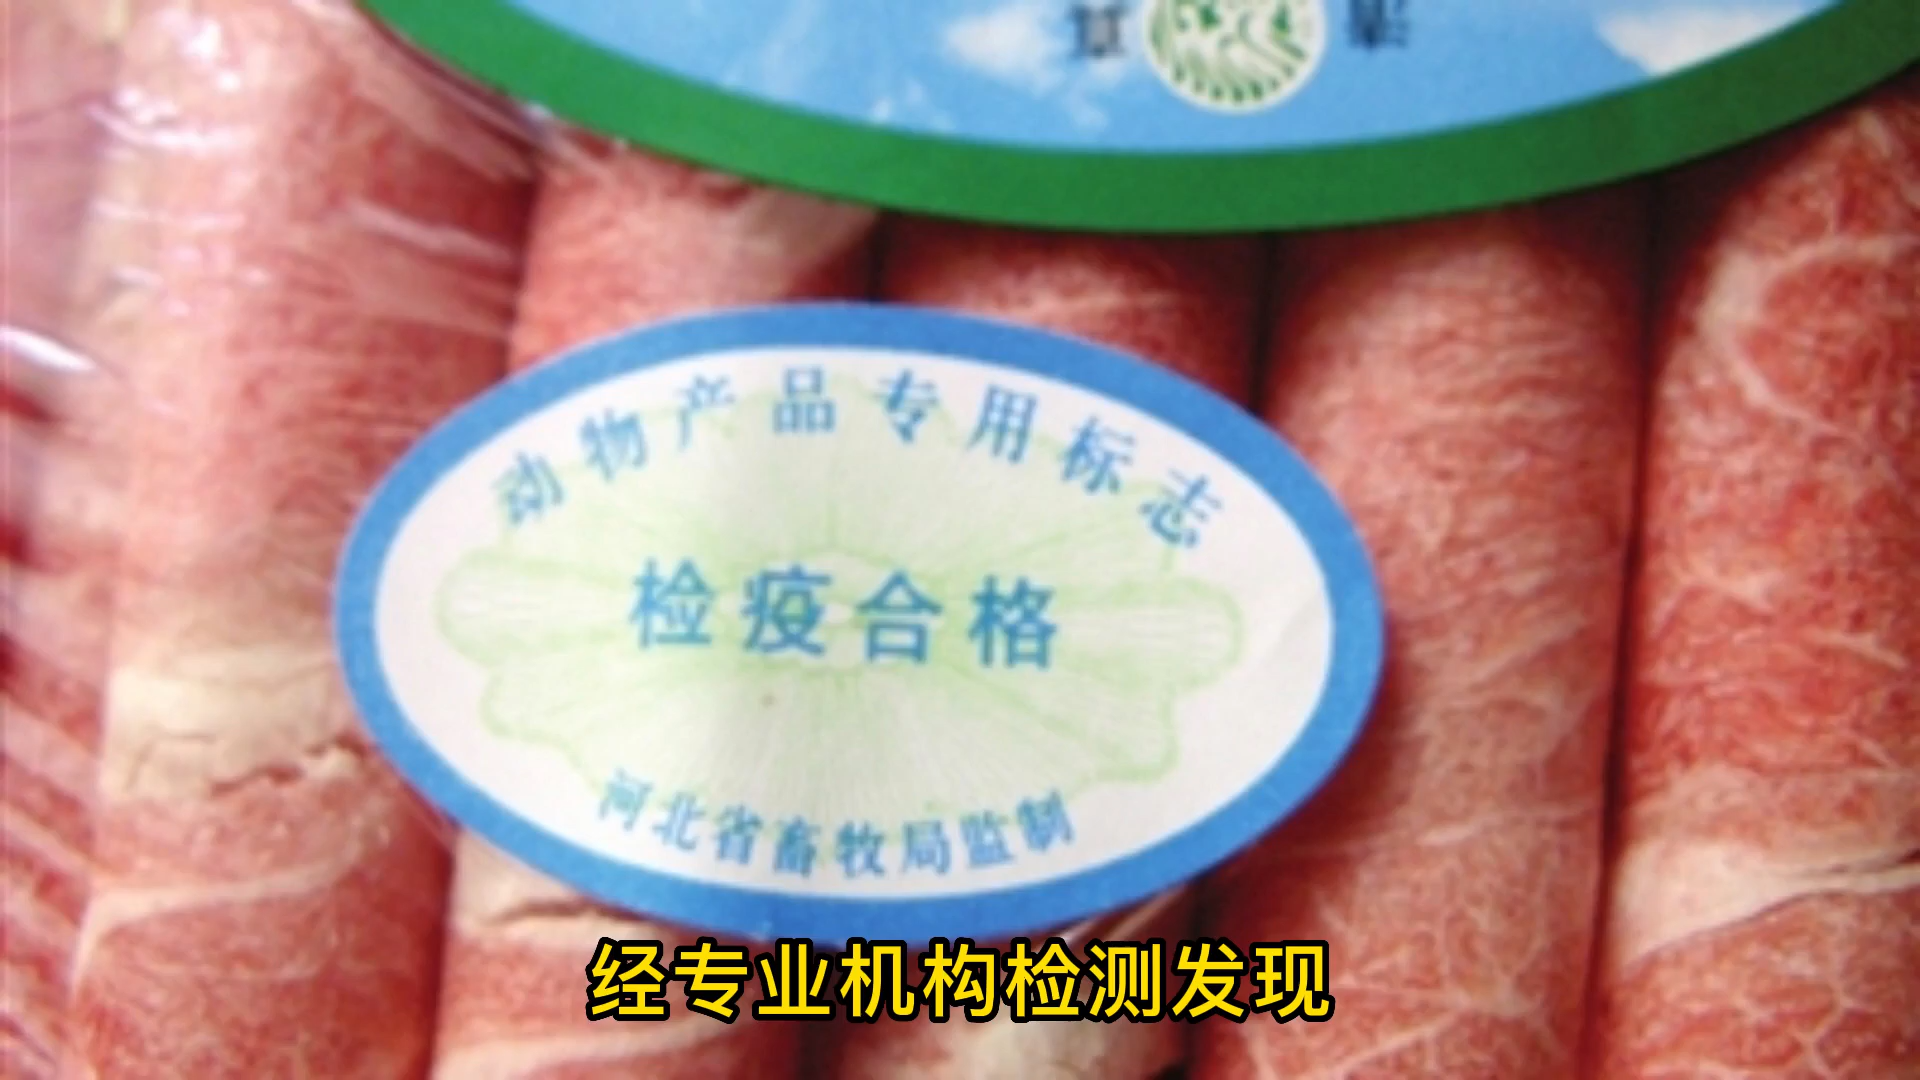 动物产品专用标志
检疫合格
河北省畜牧局监制
经专业机构检测发现